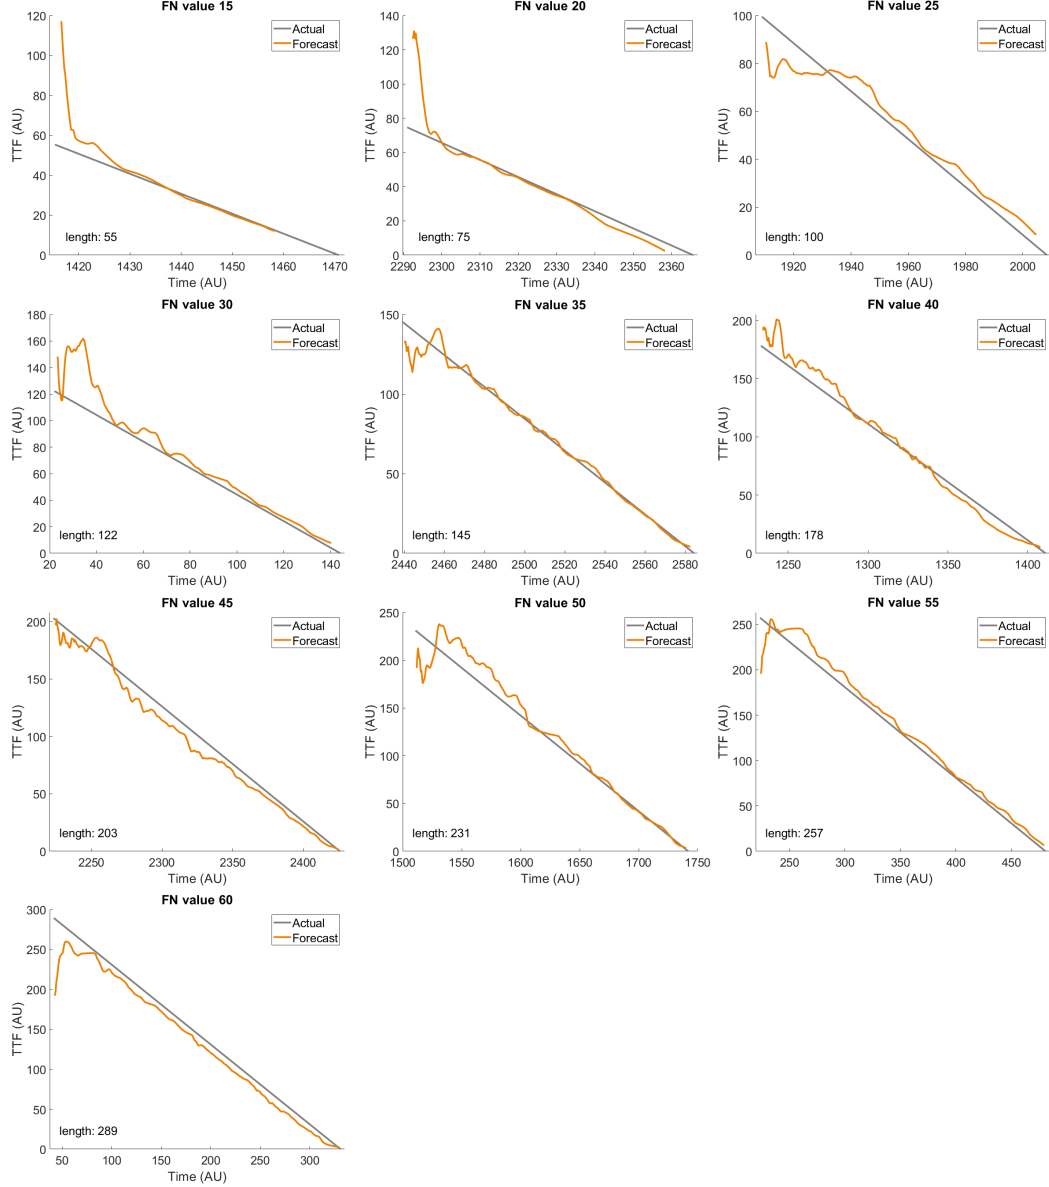 FN value 15
120
100
80
60
40
20
0
TTF (AU)
1420
1430
1440
1450
1460
1470
Time (AU)
Actual
Forecast
length: 55
FN value 20
140
120
100
80
60
40
20
0
TTF (AU)
2290
2300
2310
2320
2330
2340
2350
2360
Time (AU)
Actual
Forecast
length: 75
FN value 25
100
80
60
40
20
0
TTF (AU)
1920
1940
1960
1980
2000
Time (AU)
Actual
Forecast
length: 100
FN value 30
180
160
140
120
100
80
60
40
20
0
TTF (AU)
20
40
60
80
100
120
140
Time (AU)
Actual
Forecast
length: 122
FN value 35
150
100
50
0
TTF (AU)
2440
2460
2480
2500
2520
2540
2560
2580
Time (AU)
Actual
Forecast
length: 145
FN value 40
200
150
100
50
0
TTF (AU)
1250
1300
1350
1400
Time (AU)
Actual
Forecast
length: 178
FN value 45
200
150
100
50
0
TTF (AU)
2250
2300
2350
2400
Time (AU)
Actual
Forecast
length: 203
FN value 50
250
200
150
100
50
0
TTF (AU)
1500
1550
1600
1650
1700
1750
Time (AU)
Actual
Forecast
length: 231
FN value 55
250
200
150
100
50
0
TTF (AU)
250
300
350
400
450
Time (AU)
Actual
Forecast
length: 257
FN value 60
300
250
200
150
100
50
0
TTF (AU)
50
100
150
200
250
300
Time (AU)
Actual
Forecast
length: 289